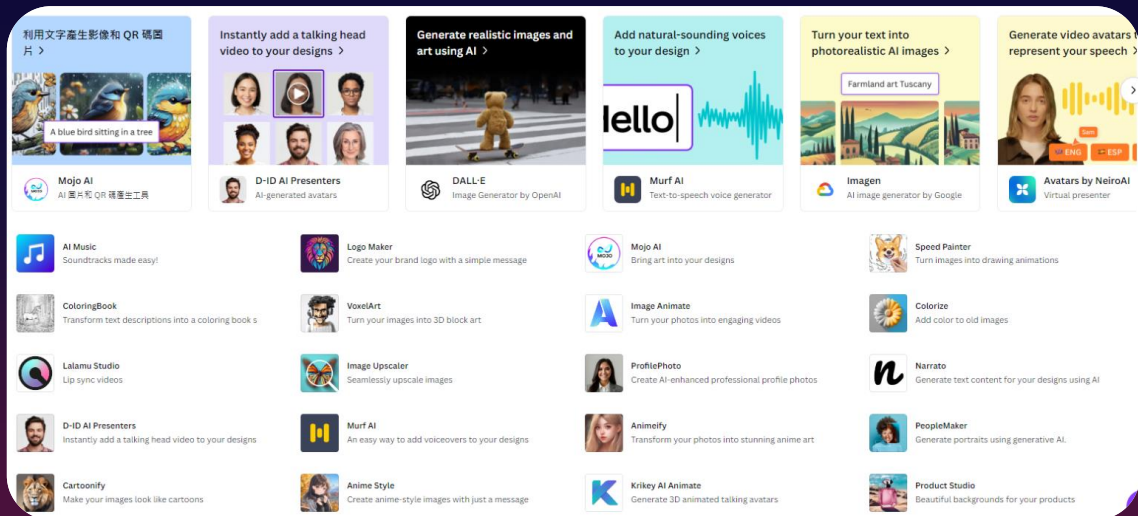 利用文字產生影像和 QR 碼圖
片 >
Instantly add a talking head
video to your designs >
Generate realistic images and
art using AI >
Add natural-sounding voices
to your design >
Turn your text into
photorealistic AI images >
Generate video avatars t
represent your speech >
A blue bird sitting in a tree
Hello
Farmland art Tuscany
Sam
ENG
ESP
Mojo AI
AI 圖片和 QR 碼產生工具
D-ID AI Presenters
AI-generated avatars
DALL·E
Image Generator by OpenAI
Murf AI
Text-to-speech voice generator
Imagen
AI image generator by Google
Avatars by NeiroAI
Virtual presenter
AI Music
Soundtracks made easy!
Logo Maker
Create your brand logo with a simple message
MOJO
Mojo AI
Bring art into your designs
Speed Painter
Turn images into drawing animations
ColoringBook
Transform text descriptions into a coloring book s
VoxelArt
Turn your images into 3D block art
Image Animate
Turn your photos into engaging videos
Colorize
Add color to old images
Lalamu Studio
Lip sync videos
Image Upscaler
Seamlessly upscale images
ProfilePhoto
Create AI-enhanced professional profile photos
Narrato
Generate text content for your designs using AI
D-ID AI Presenters
Instantly add a talking head video to your designs
Murf AI
An easy way to add voiceovers to your designs
Animeify
Transform your photos into stunning anime art
PeopleMaker
Generate portraits using generative AI.
Cartoonify
Make your images look like cartoons
Anime Style
Create anime-style images with just a message
Krikey AI Animate
Generate 3D animated talking avatars
Product Studio
Beautiful backgrounds for your products